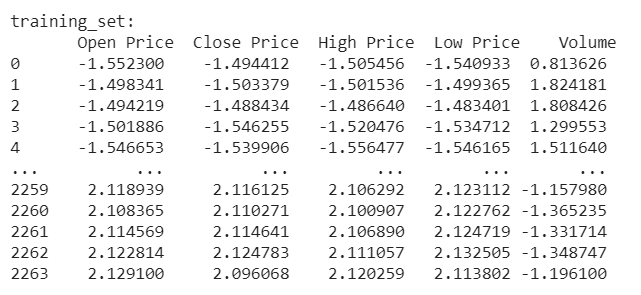 training_set:
Open Price Close Price High Price Low Price Volume
0 -1.552300 -1.494412 -1.505456 -1.540933 0.813626
1 -1.498341 -1.503379 -1.501536 -1.499365 1.824181
2 -1.494219 -1.488434 -1.486640 -1.483401 1.808426
3 -1.501886 -1.546255 -1.520476 -1.534712 1.299553
4 -1.546653 -1.539906 -1.556477 -1.546165 1.511640
... ... ... ... ... ...
2259 2.118939 2.116125 2.106292 2.123112 -1.157980
2260 2.108365 2.110271 2.100907 2.122762 -1.365235
2261 2.114569 2.114641 2.106890 2.124719 -1.331714
2262 2.122814 2.124783 2.111057 2.132505 -1.348747
2263 2.129100 2.096068 2.120259 2.113802 -1.196100